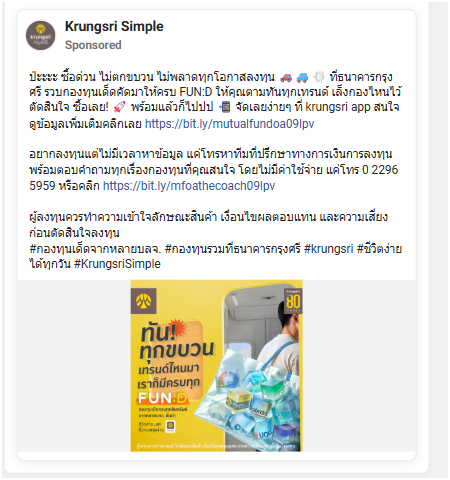 Krungsri Simple
Sponsored
ปะะะะ ซื้อด่วน ไม่ตกขบวน ไม่พลาดทุกโอกาสลงทุน 🚗 🚙 💨 ที่ธนาคารกรุง
ศรี รวมกองทุนเด็ดคัดมาให้ครบ FUN:D ให้คุณตามทันทุกเทรนด์ เล็งกองไหนไว้
ตัดสินใจ ซื้อเลย! 🚀 พร้อมแล้วก็ไปปปป 📲 จัดเลยง่ายๆ ที่ krungsri app สนใจ
ดูข้อมูลเพิ่มเติมคลิกเลย https://bit.ly/mutualfundoa09lpv
อยากลงทุนแต่ไม่มีเวลาหาข้อมูล แค่โทรหาทีมที่ปรึกษาทางการเงินการลงทุน
พร้อมตอบคำถามทุกเรื่องกองทุนที่คุณสนใจ โดยไม่มีค่าใช้จ่าย แค่โทร 0 2296
5959 หรือคลิก https://bit.ly/mfoathecoach09lpv
ผู้ลงทุนควรทำความเข้าใจลักษณะสินค้า เงื่อนไขผลตอบแทน และความเสี่ยง
ก่อนตัดสินใจลงทุน
#กองทุนเด็ดจากหลายบลจ. #กองทุนรวมที่ธนาคารกรุงศรี #krungsri #ชีวิตง่าย
ได้ทุกวัน #KrungsriSimple
ทัน!
ทุกขบวน
เทรนด์ไหนมา
เราก็มีครบทุก
FUN:D